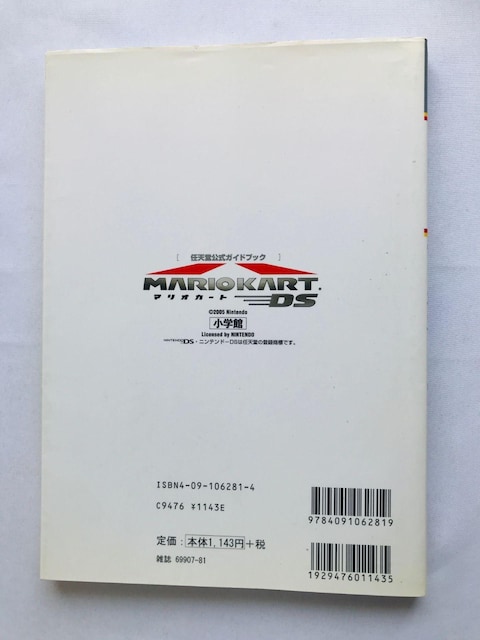 [ 任天堂公式ガイドブック ]
MARIOKART
マリオカート DS
©2005 Nintendo
小学館
Licensed by NINTENDO
NINTENDO DS・ニンテンドーDSは任天堂の登録商標です。
ISBN4-09-106281-4
C9476 ¥1143E
9784091062819
定価：本体1,143円+税
雑誌 69907-81
1929476011435